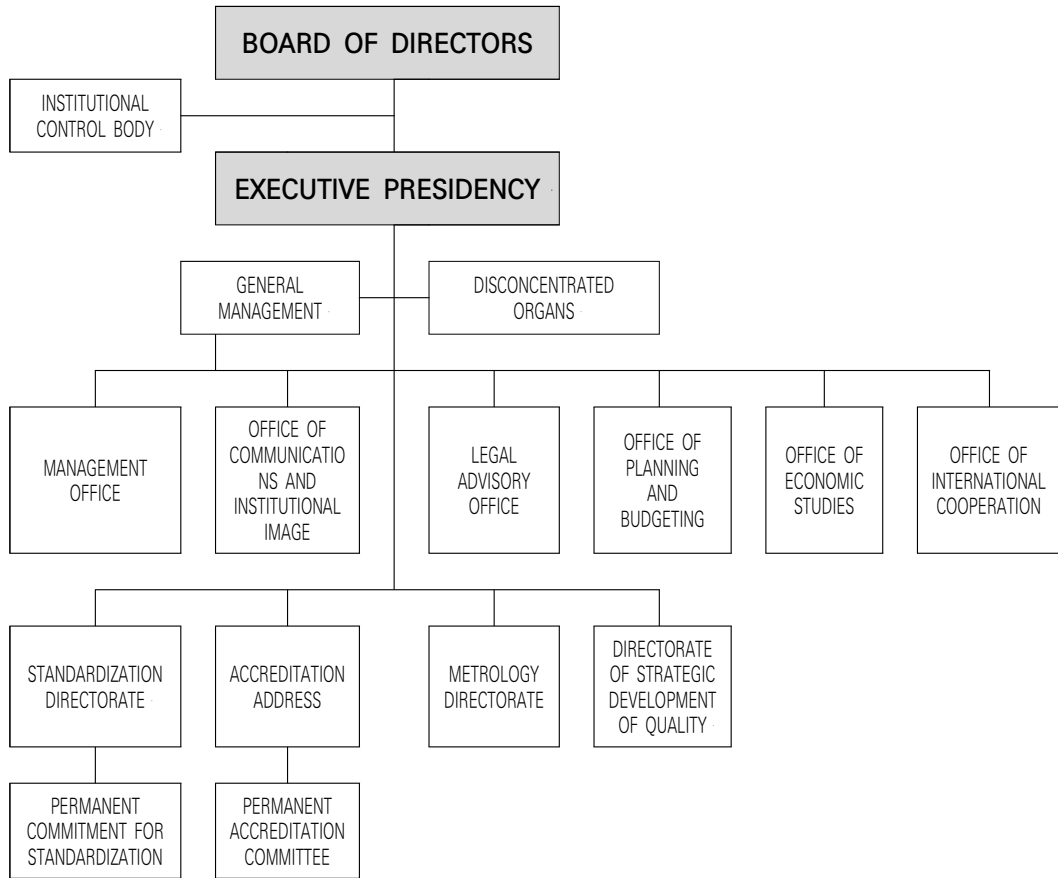 BOARD OF DIRECTORS
INSTITUTIONAL
CONTROL BODY
EXECUTIVE PRESIDENCY
GENERAL
MANAGEMENT
DISCONCENTRATED
ORGANS
MANAGEMENT
OFFICE
OFFICE OF
COMMUNICATIO
NS AND
INSTITUTIONAL
IMAGE
LEGAL
ADVISORY
OFFICE
OFFICE OF
PLANNING
AND
BUDGETING
OFFICE OF
ECONOMIC
STUDIES
OFFICE OF
INTERNATIONAL
COOPERATION
STANDARDIZATION
DIRECTORATE
ACCREDITATION
ADDRESS
METROLOGY
DIRECTORATE
DIRECTORATE
OF STRATEGIC
DEVELOPMENT
OF QUALITY
PERMANENT
COMMITMENT FOR
STANDARDIZATION
PERMANENT
ACCREDITATION
COMMITTEE